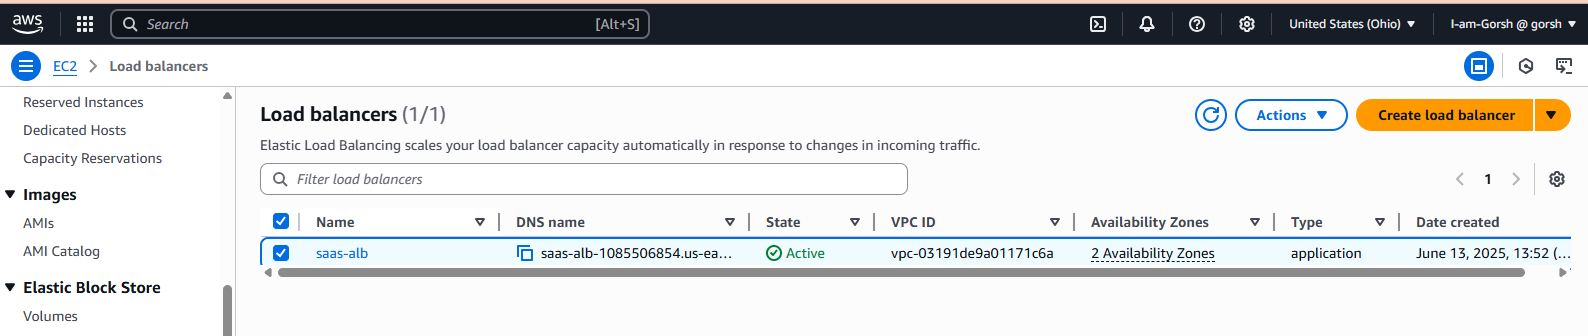 aws Search [Alt+S] United States (Ohio) I-am-Gorsh @ gorsh
EC2 Load balancers
Reserved Instances
Dedicated Hosts
Capacity Reservations
Images
AMIs
AMI Catalog
Elastic Block Store
Volumes
Load balancers (1/1)
Actions
Create load balancer
Elastic Load Balancing scales your load balancer capacity automatically in response to changes in incoming traffic.
Filter load balancers
1
Name DNS name State VPC ID Availability Zones Type Date created
saas-alb saas-alb-1085506854.us-ea... Active vpc-03191de9a01171c6a 2 Availability Zones application June 13, 2025, 13:52 (...